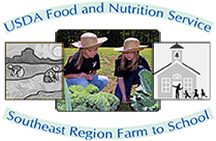 USDA Food and Nutrition Service
Southeast Region Farm to School